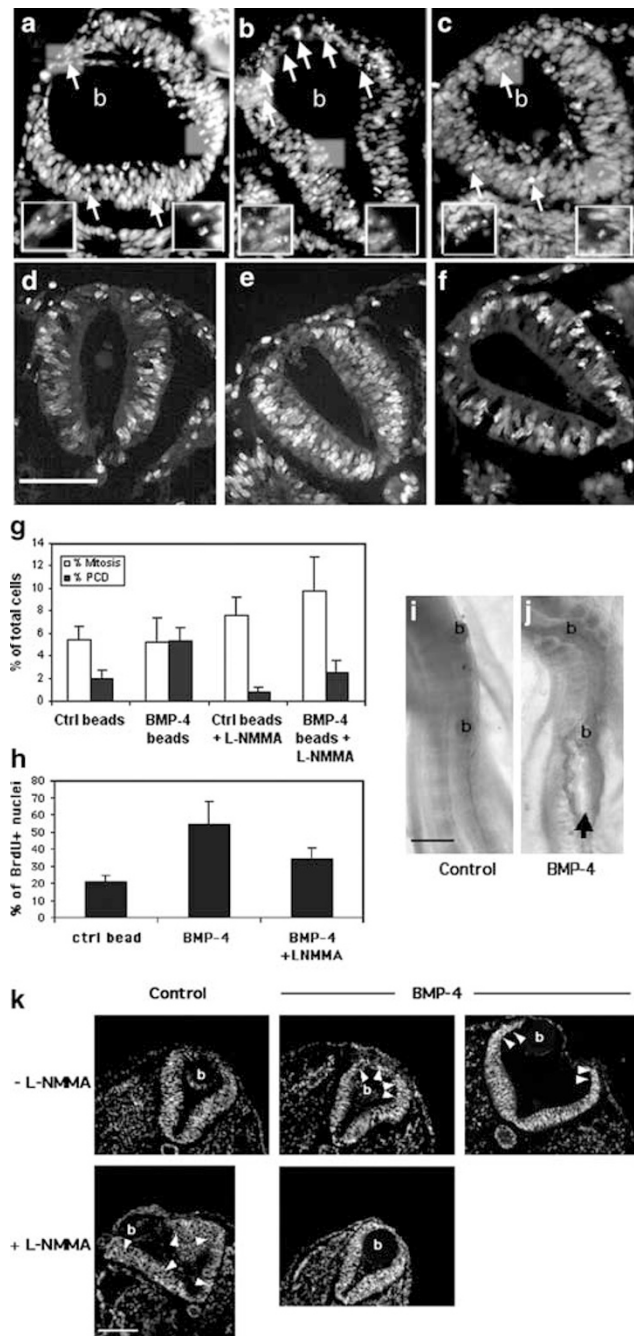 a b c
b b b
d e f
g
14
12
10
8
6
4
2
0
% of total cells
% Mitosis
% PCD
Ctrl beads
BMP-4 beads
Ctrl beads + L-NMMA
BMP-4 beads + L-NMMA
h
80
70
60
50
40
30
20
10
0
% of BrdU+ nuclei
ctrl bead
BMP-4
BMP-4 +LNMMA
i j
b b
b b
Control BMP-4
k
Control BMP-4
- L-NMMA
b b b
+ L-NMMA
b b